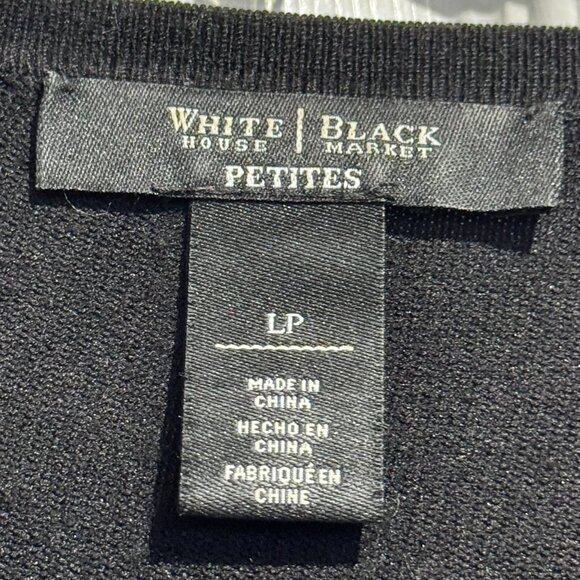 WHITE | BLACK
HOUSE MARKET
PETITES
LP
MADE IN
CHINA
HECHO EN
CHINA
FABRIQUÉ EN
CHINE